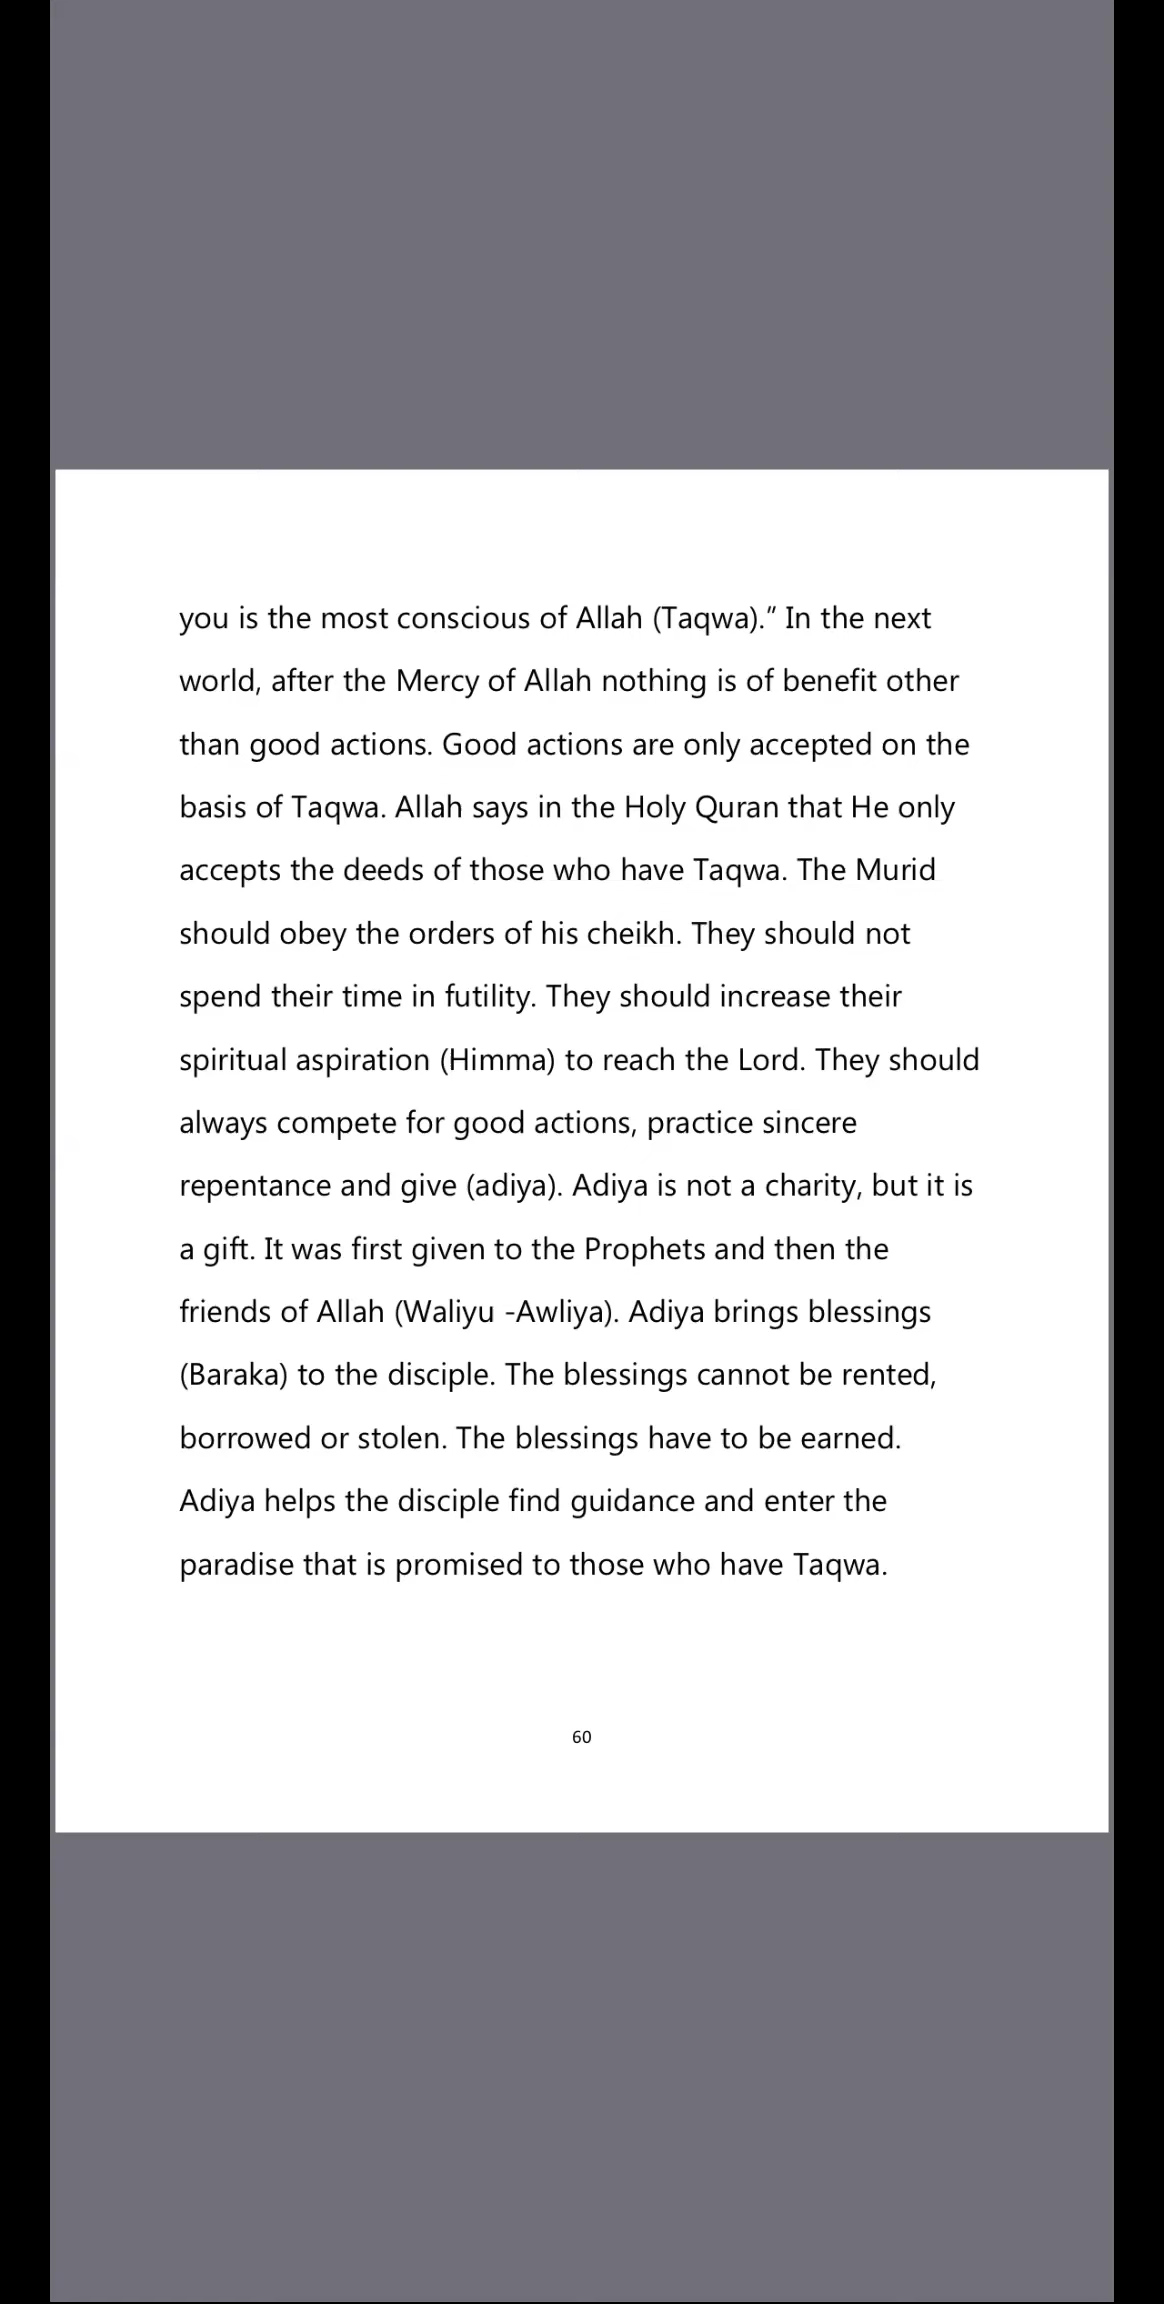 you is the most conscious of Allah (Taqwa).” In the next
world, after the Mercy of Allah nothing is of benefit other
than good actions. Good actions are only accepted on the
basis of Taqwa. Allah says in the Holy Quran that He only
accepts the deeds of those who have Taqwa. The Murid
should obey the orders of his cheikh. They should not
spend their time in futility. They should increase their
spiritual aspiration (Himma) to reach the Lord. They should
always compete for good actions, practice sincere
repentance and give (adiya). Adiya is not a charity, but it is
a gift. It was first given to the Prophets and then the
friends of Allah (Waliyu -Awliya). Adiya brings blessings
(Baraka) to the disciple. The blessings cannot be rented,
borrowed or stolen. The blessings have to be earned.
Adiya helps the disciple find guidance and enter the
paradise that is promised to those who have Taqwa.
60